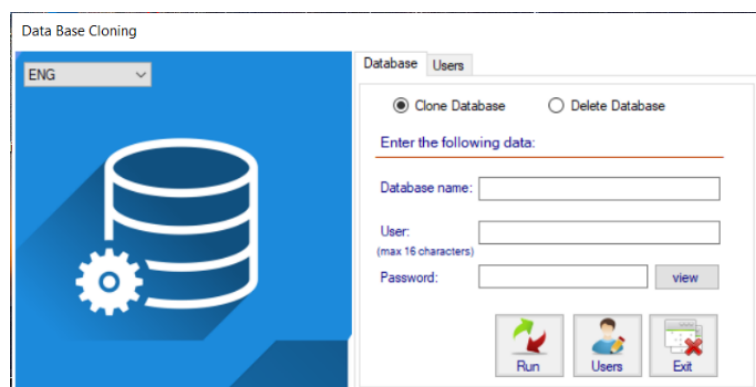 Data Base Cloning
ENG
Database Users
Clone Database Delete Database
Enter the following data:
Database name:
User:
(max 16 characters)
Password: view
Run Users Exit